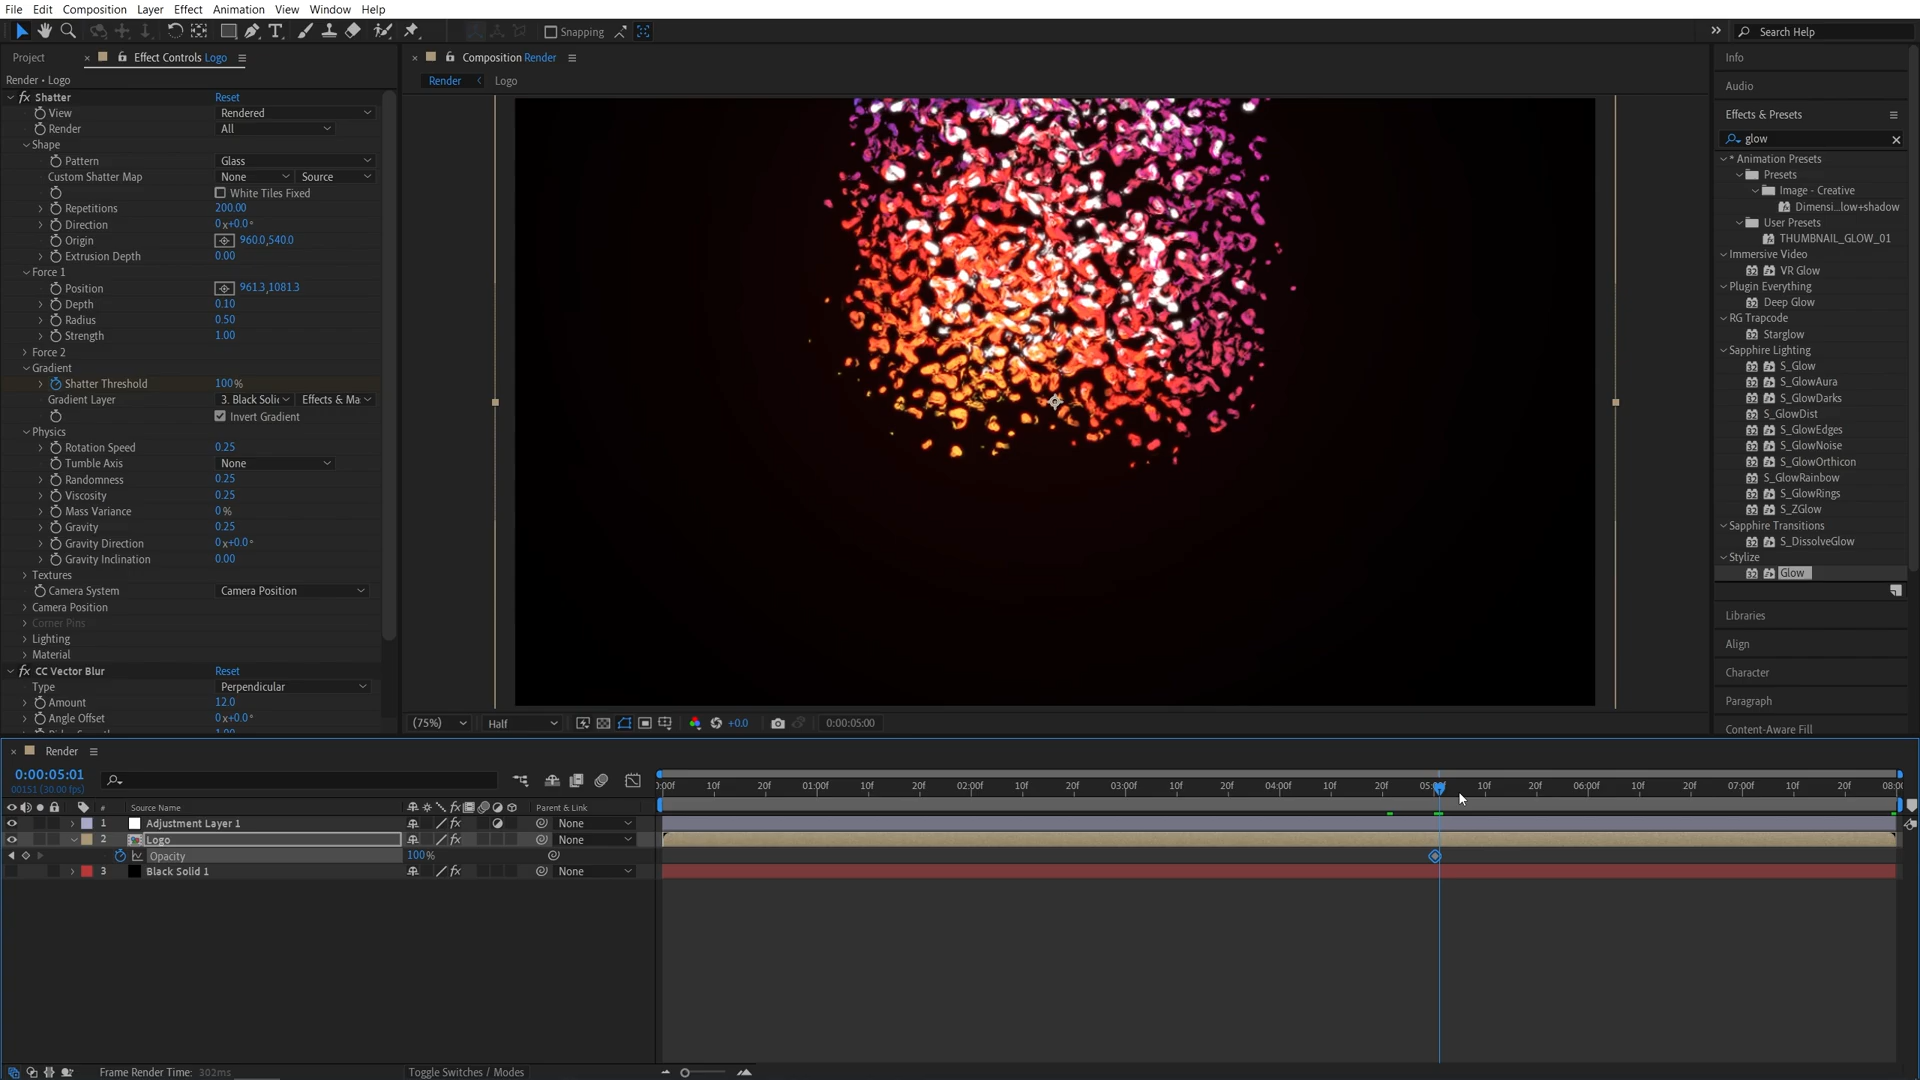 File Edit Composition Layer Effect Animation View Window Help
Snapping
Search Help
Project Effect Controls Logo
Composition Render
Info
Render • Logo
Render Logo
Audio
fx Shatter Reset
View Rendered
Render All
Shape
Pattern Glass
Custom Shatter Map None Source
White Tiles Fixed
Repetitions 200.00
Direction 0x+0.0°
Origin 960.0,540.0
Extrusion Depth 0.00
Force 1
Position 961.3,1081.3
Depth 0.10
Radius 0.50
Strength 1.00
Force 2
Gradient
Shatter Threshold 100%
Gradient Layer 3. Black Solic Effects & Ma
Invert Gradient
Physics
Rotation Speed 0.25
Tumble Axis None
Randomness 0.25
Viscosity 0.25
Mass Variance 0%
Gravity 0.25
Gravity Direction 0x+0.0°
Gravity Inclination 0.00
Textures
Camera System Camera Position
Camera Position
Corner Pins
Lighting
Material
fx CC Vector Blur Reset
Type Perpendicular
Amount 12.0
Angle Offset 0x+0.0°
Effects & Presets
glow
* Animation Presets
Presets
Image - Creative
Dimensi...low+shadow
User Presets
THUMBNAIL_GLOW_01
Immersive Video
VR Glow
Plugin Everything
Deep Glow
RG Trapcode
Starglow
Sapphire Lighting
S_Glow
S_GlowAura
S_GlowDarks
S_GlowDist
S_GlowEdges
S_GlowNoise
S_GlowOrthicon
S_GlowRainbow
S_GlowRings
S_ZGlow
Sapphire Transitions
S_DissolveGlow
Stylize
Glow
Libraries
Align
Character
Paragraph
Content-Aware Fill
(75%) Half +0.0 0:00:05:00
Render
0:00:05:01
00151 (30.00 fps)
:00f 10f 20f 01:00f 10f 20f 02:00f 10f 20f 03:00f 10f 20f 04:00f 10f 20f 05: 10f 20f 06:00f 10f 20f 07:00f 10f 20f 08:0
# Source Name fx Parent & Link
1 Adjustment Layer 1 fx None
2 Logo fx None
Opacity 100%
3 Black Solid 1 fx None
Frame Render Time: 302ms Toggle Switches / Modes